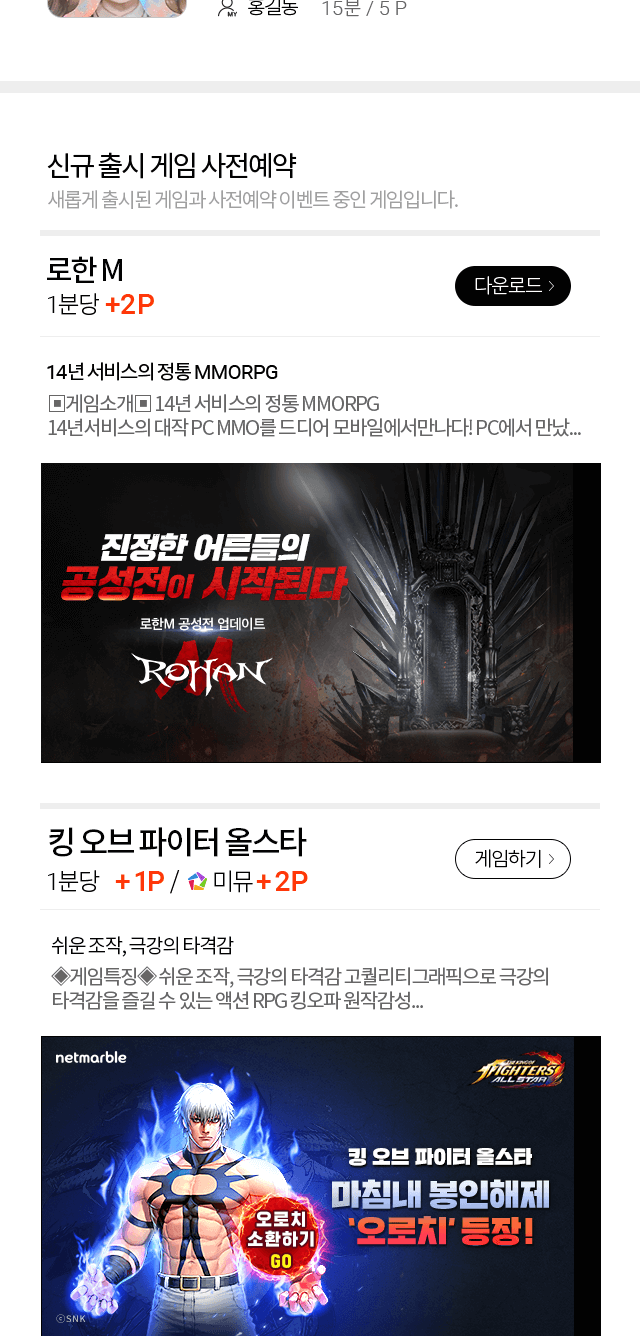 홍길동 15분 / 5 P
신규 출시 게임 사전예약
새롭게 출시된 게임과 사전예약 이벤트 중인 게임입니다.
로한 M
다운로드 >
1분당 +2P
14년 서비스의 정통 MMORPG
▣게임소개▣ 14년 서비스의 정통 MMORPG
14년서비스의 대작 PC MMO를 드디어 모바일에서만나다! PC에서 만났...
진정한 어른들의
공성전이 시작된다
로한M 공성전 업데이트
ROHAN
M
킹 오브 파이터 올스타
게임하기 >
1분당 +1P / 미뮤+2P
쉬운 조작, 극강의 타격감
◈게임특징◈ 쉬운 조작, 극강의 타격감 고퀄리티그래픽으로 극강의
타격감을 즐길 수 있는 액션 RPG 킹오파 원작감성...
netmarble
THE KING OF
FIGHTERS
ALLSTAR
킹 오브 파이터 올스타
마침내 봉인해제
'오로치' 등장!
오로치
소환하기
GO
©SNK